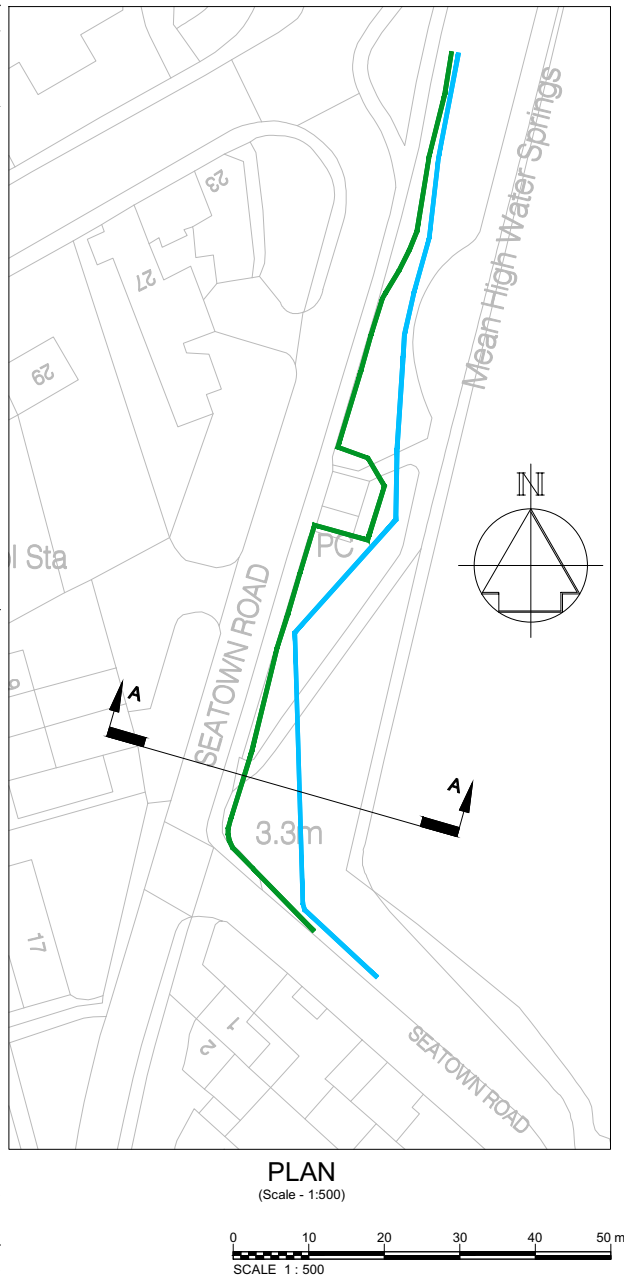 23
Mean High Water Springs
27
29
N
l Sta
PC
SEATOWN ROAD
A
A
3.3m
17
1
2
SEATOWN ROAD
PLAN
(Scale - 1:500)
0 10 20 30 40 50 m
SCALE 1 : 500